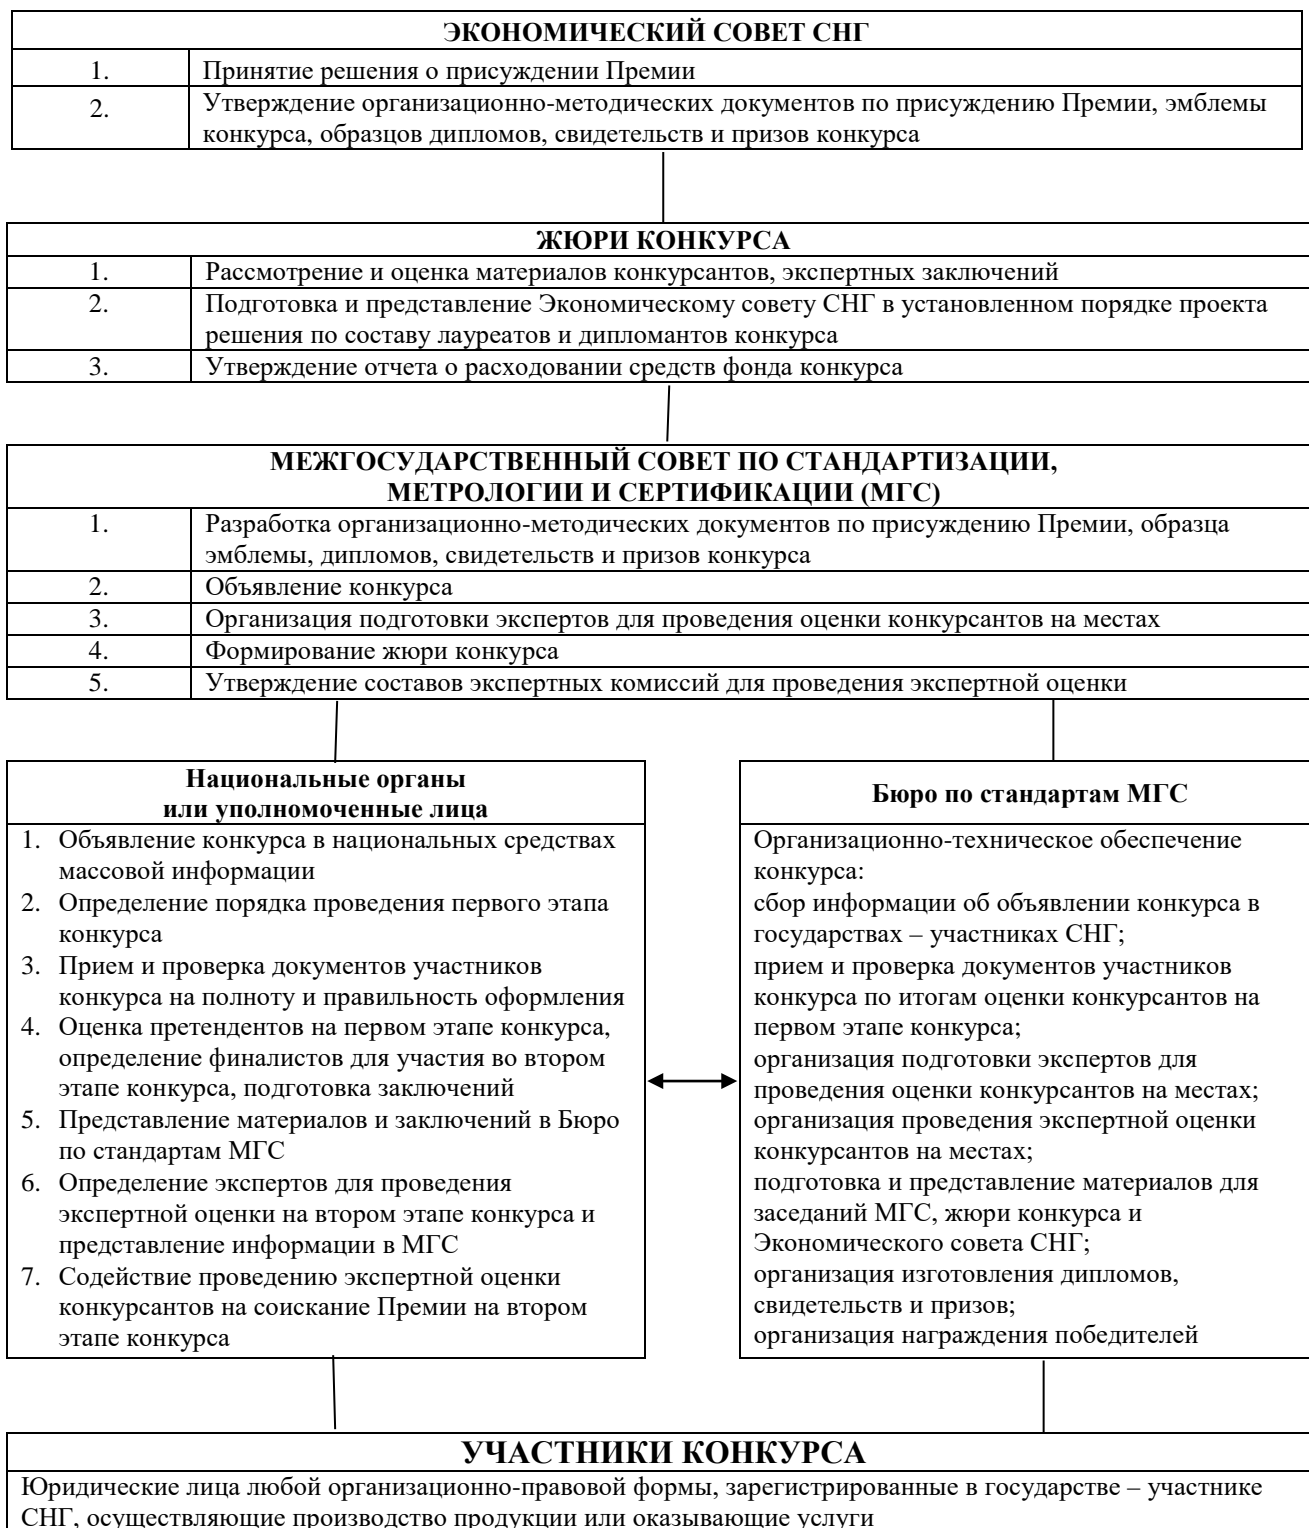 ЭКОНОМИЧЕСКИЙ СОВЕТ СНГ
1. Принятие решения о присуждении Премии
2. Утверждение организационно-методических документов по присуждению Премии, эмблемы
конкурса, образцов дипломов, свидетельств и призов конкурса
ЖЮРИ КОНКУРСА
1. Рассмотрение и оценка материалов конкурсантов, экспертных заключений
2. Подготовка и представление Экономическому совету СНГ в установленном порядке проекта
решения по составу лауреатов и дипломантов конкурса
3. Утверждение отчета о расходовании средств фонда конкурса
МЕЖГОСУДАРСТВЕННЫЙ СОВЕТ ПО СТАНДАРТИЗАЦИИ,
МЕТРОЛОГИИ И СЕРТИФИКАЦИИ (МГС)
1. Разработка организационно-методических документов по присуждению Премии, образца
эмблемы, дипломов, свидетельств и призов конкурса
2. Объявление конкурса
3. Организация подготовки экспертов для проведения оценки конкурсантов на местах
4. Формирование жюри конкурса
5. Утверждение составов экспертных комиссий для проведения экспертной оценки
Национальные органы
или уполномоченные лица
1. Объявление конкурса в национальных средствах
массовой информации
2. Определение порядка проведения первого этапа
конкурса
3. Прием и проверка документов участников
конкурса на полноту и правильность оформления
4. Оценка претендентов на первом этапе конкурса,
определение финалистов для участия во втором
этапе конкурса, подготовка заключений
5. Представление материалов и заключений в Бюро
по стандартам МГС
6. Определение экспертов для проведения
экспертной оценки на втором этапе конкурса и
представление информации в МГС
7. Содействие проведению экспертной оценки
конкурсантов на соискание Премии на втором
этапе конкурса
Бюро по стандартам МГС
Организационно-техническое обеспечение
конкурса:
сбор информации об объявлении конкурса в
государствах – участниках СНГ;
прием и проверка документов участников
конкурса по итогам оценки конкурсантов на
первом этапе конкурса;
организация подготовки экспертов для
проведения оценки конкурсантов на местах;
организация проведения экспертной оценки
конкурсантов на местах;
подготовка и представление материалов для
заседаний МГС, жюри конкурса и
Экономического совета СНГ;
организация изготовления дипломов,
свидетельств и призов;
организация награждения победителей
УЧАСТНИКИ КОНКУРСА
Юридические лица любой организационно-правовой формы, зарегистрированные в государстве – участнике
СНГ, осуществляющие производство продукции или оказывающие услуги